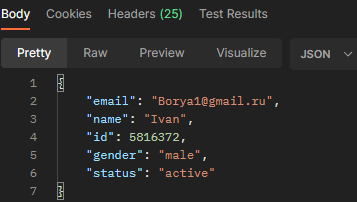 Body Cookies Headers (25) Test Results
Pretty Raw Preview Visualize JSON
1 {
2 "email": "Borya1@gmail.ru",
3 "name": "Ivan",
4 "id": 5816372,
5 "gender": "male",
6 "status": "active"
7 }